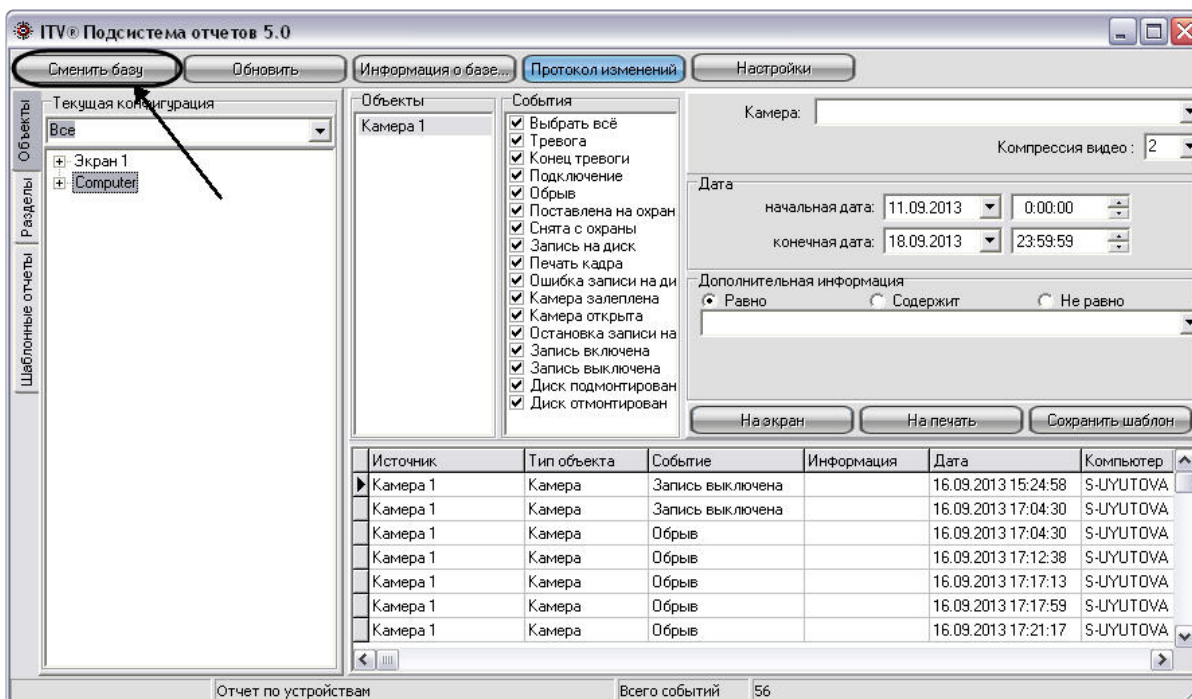 ITV® Подсистема отчетов 5.0
Сменить базу
Обновить
Информация о базе...
Протокол изменений
Настройки
Объекты
Разделы
Шаблонные отчеты
Текущая конфигурация
Все
Экран 1
Computer
Объекты
Камера 1
События
Выбрать всё
Тревога
Конец тревоги
Подключение
Обрыв
Поставлена на охран
Снята с охраны
Запись на диск
Печать кадра
Ошибка записи на ди
Камера залеплена
Камера открыта
Остановка записи на
Запись включена
Запись выключена
Диск подмонтирован
Диск отмонтирован
Камера:
Компрессия видео : 2
Дата
начальная дата: 11.09.2013 0:00:00
конечная дата: 18.09.2013 23:59:59
Дополнительная информация
Равно Содержит Не равно
На экран
На печать
Сохранить шаблон
Источник Тип объекта Событие Информация Дата Компьютер
Камера 1 Камера Запись выключена 16.09.2013 15:24:58 S-UYUTOVA
Камера 1 Камера Запись выключена 16.09.2013 17:04:30 S-UYUTOVA
Камера 1 Камера Обрыв 16.09.2013 17:04:30 S-UYUTOVA
Камера 1 Камера Обрыв 16.09.2013 17:12:38 S-UYUTOVA
Камера 1 Камера Обрыв 16.09.2013 17:17:13 S-UYUTOVA
Камера 1 Камера Обрыв 16.09.2013 17:17:59 S-UYUTOVA
Камера 1 Камера Обрыв 16.09.2013 17:21:17 S-UYUTOVA
Отчет по устройствам
Всего событий 56